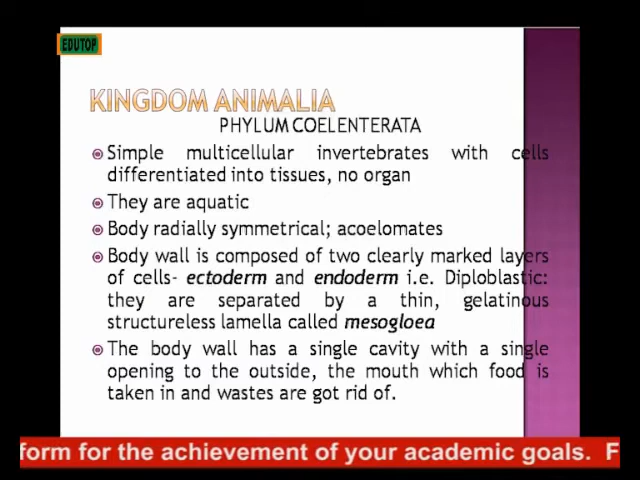 EDUTOP
KINGDOM ANIMALIA
PHYLUM COELENTERATA
Simple multicellular invertebrates with cells
differentiated into tissues, no organ
They are aquatic
Body radially symmetrical; acoelomates
Body wall is composed of two clearly marked layers
of cells- ectoderm and endoderm i.e. Diploblastic:
they are separated by a thin, gelatinous
structureless lamella called mesogloea
The body wall has a single cavity with a single
opening to the outside, the mouth which food is
taken in and wastes are got rid of.
form for the achievement of your academic goals. F